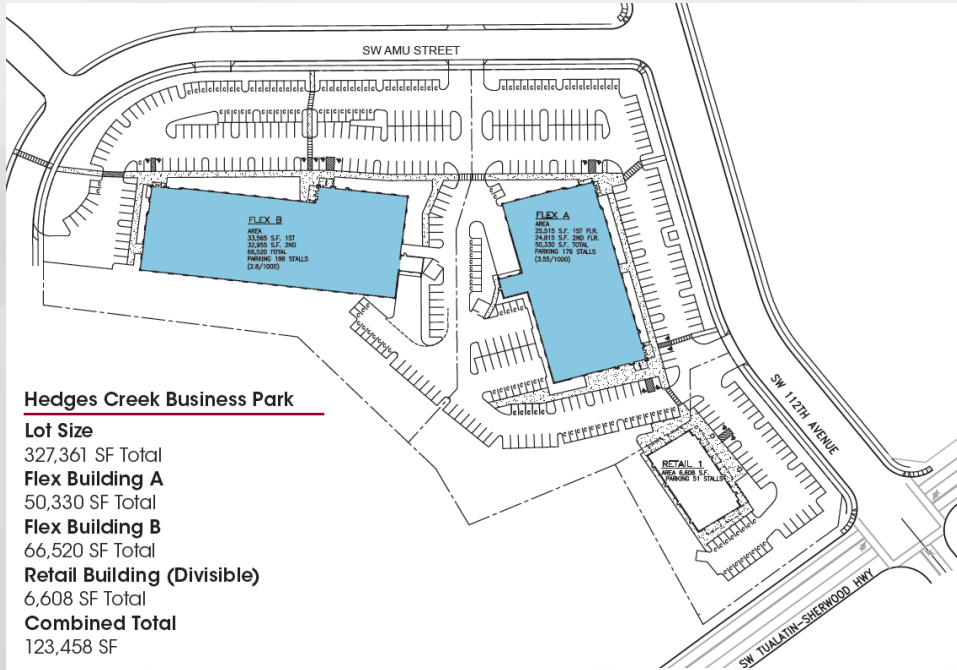 SW AMU STREET
FLEX B
AREA
33,565 S.F. 1ST
32,955 S.F. 2ND
66,520 TOTAL
PARKING 186 STALLS
(2.8/1000)
FLEX A
AREA
25,515 S.F. 1ST FLR.
24,815 S.F. 2ND FLR.
50,330 S.F. TOTAL
PARKING 179 STALLS
(3.55/1000)
SW 112TH AVENUE
RETAIL 1
AREA 6,608 S.F.
PARKING 51 STALLS
SW TUALATIN-SHERWOOD HWY
Hedges Creek Business Park
Lot Size
327,361 SF Total
Flex Building A
50,330 SF Total
Flex Building B
66,520 SF Total
Retail Building (Divisible)
6,608 SF Total
Combined Total
123,458 SF